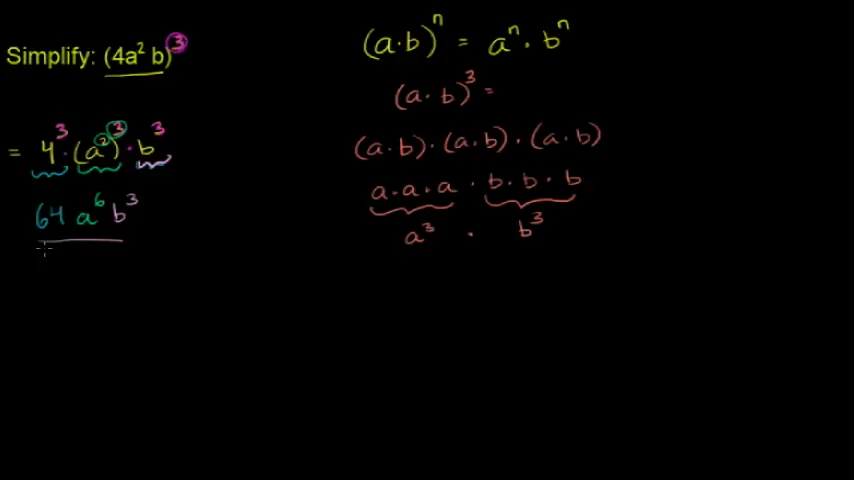 Simplify: (4a² b)³
= 4³ · (a²)³ · b³
64 a⁶ b³
(a·b)ⁿ = aⁿ · bⁿ
(a · b)³ =
(a·b) · (a·b) · (a·b)
a·a·a · b·b·b
a³ · b³